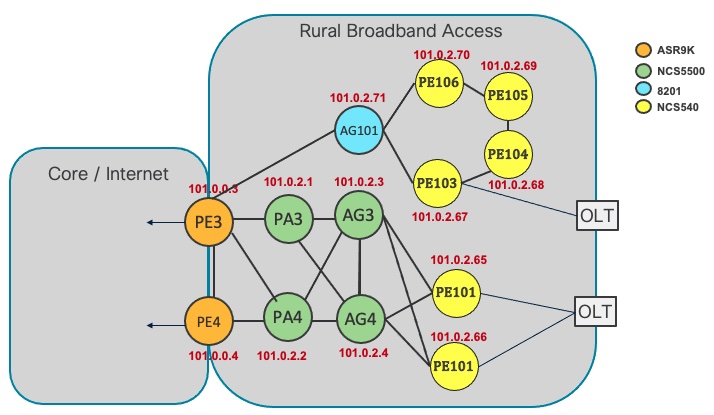 Rural Broadband Access
ASR9K
NCS5500
8201
NCS540
101.0.2.70
101.0.2.69
PE106
PE105
101.0.2.71
AG101
PE104
101.0.2.68
PE103
101.0.2.67
OLT
Core / Internet
101.0.0.3
101.0.2.1
101.0.2.3
PE3
PA3
AG3
101.0.2.65
PE101
OLT
PE4
PA4
AG4
101.0.0.4
101.0.2.2
101.0.2.4
101.0.2.66
PE101